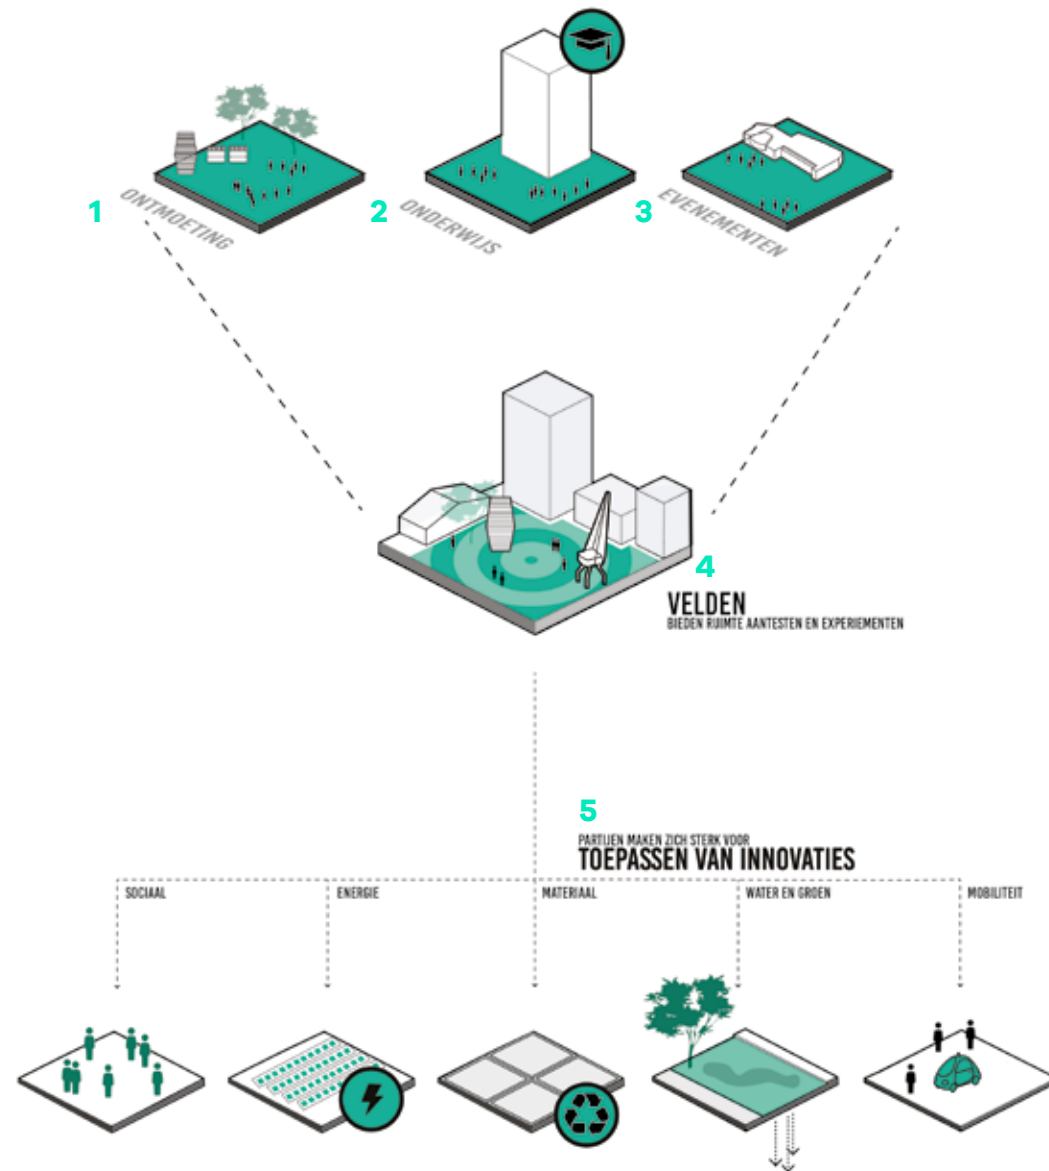 1
ONTMOETING
2
ONDERWIJS
3
EVENEMENTEN
4
VELDEN
BIEDEN RUIMTE AANTESTEN EN EXPERIEMENTEN
5
PARTIJEN MAKEN ZICH STERK VOOR
TOEPASSEN VAN INNOVATIES
SOCIAAL
ENERGIE
MATERIAAL
WATER EN GROEN
MOBILITEIT